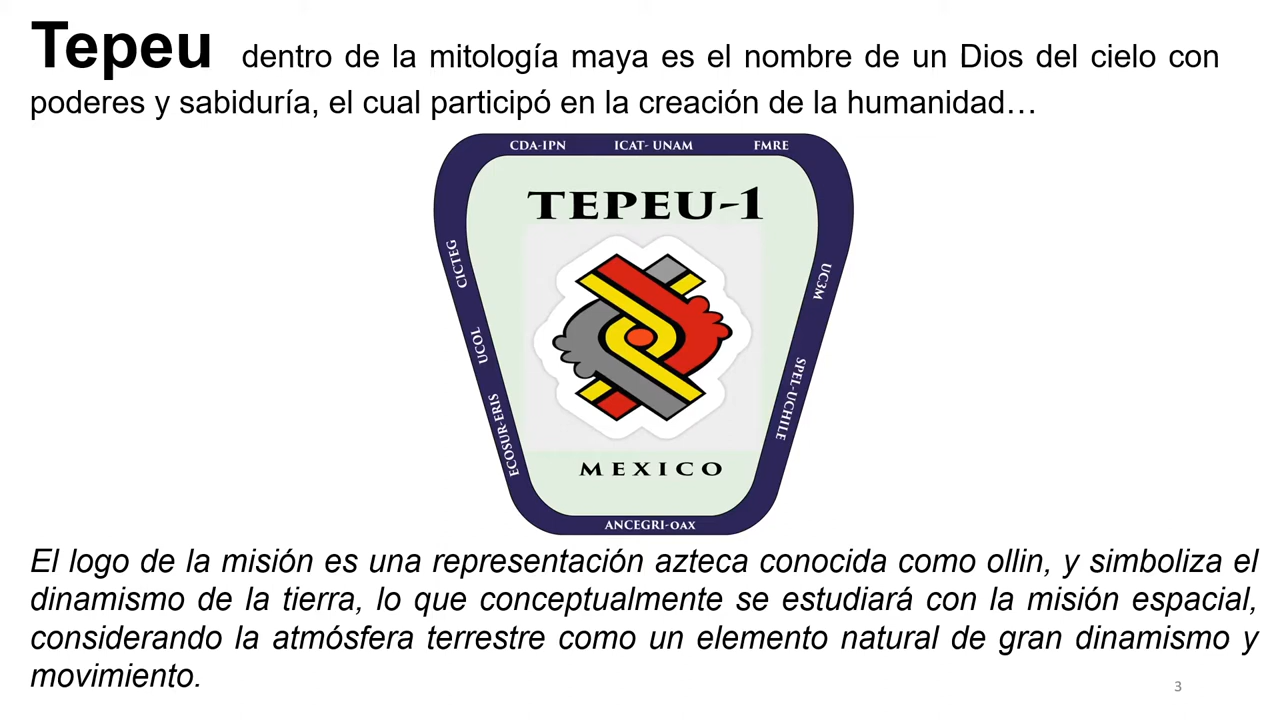 Tepeu dentro de la mitología maya es el nombre de un Dios del cielo con
poderes y sabiduría, el cual participó en la creación de la humanidad…
CDA-IPN ICAT- UNAM FMRE
TEPEU-1
CICTEG
UCOL
ECOSUR-ERIS
UC3M
SPEL-UCHILE
MEXICO
ANCEGRI-OAX
El logo de la misión es una representación azteca conocida como ollin, y simboliza el
dinamismo de la tierra, lo que conceptualmente se estudiará con la misión espacial,
considerando la atmósfera terrestre como un elemento natural de gran dinamismo y
movimiento.
3